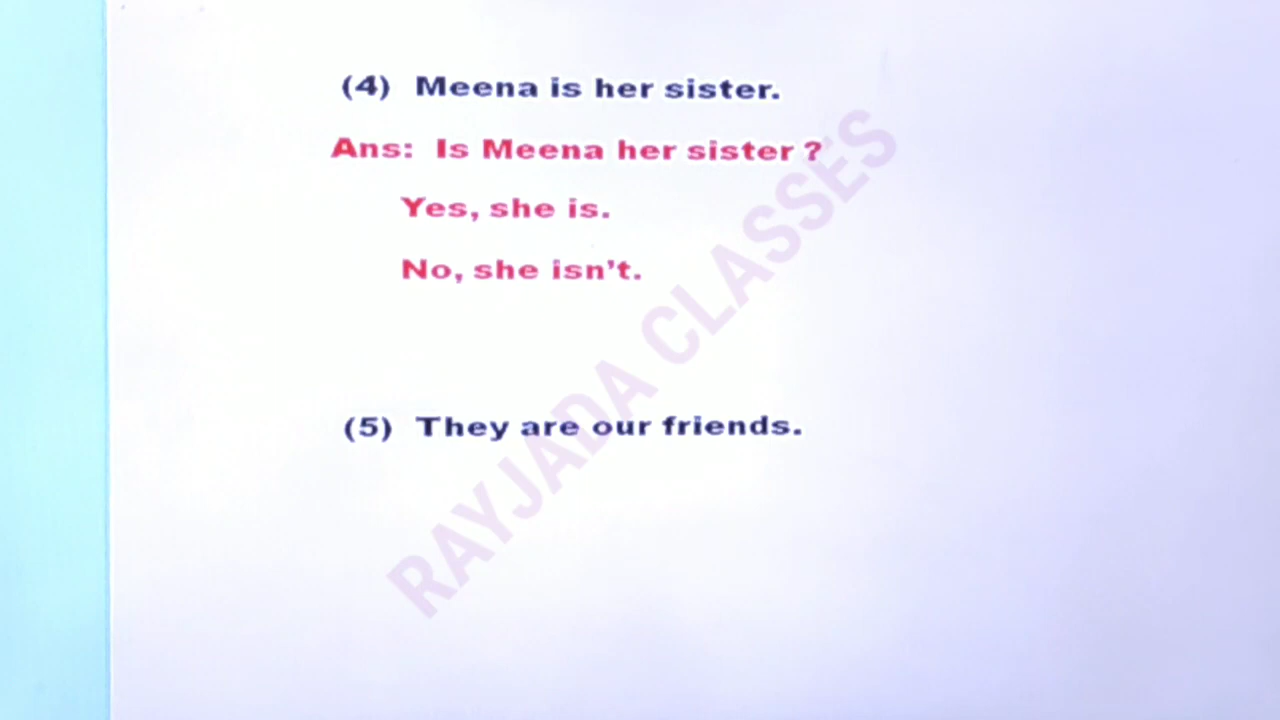 (4) Meena is her sister.
Ans: Is Meena her sister ?
Yes, she is.
No, she isn't.
(5) They are our friends.
RAYJADA CLASSES